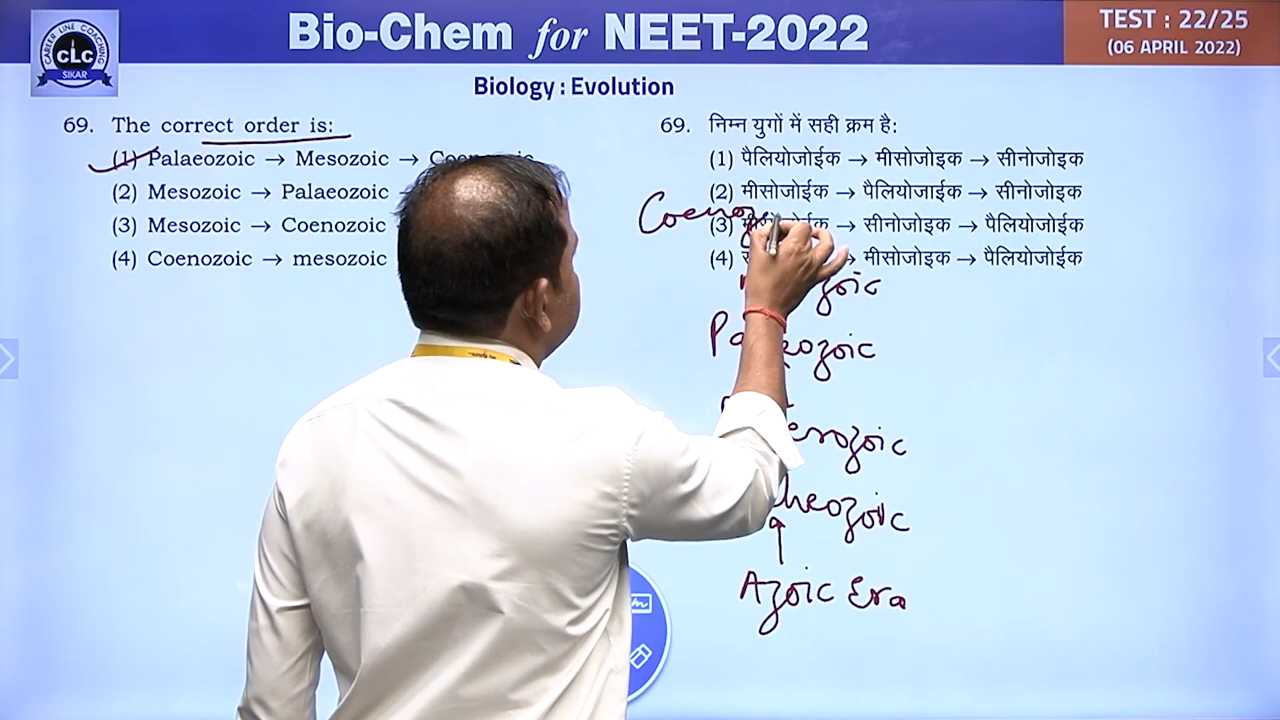 CAREER LINE COACHING
CLC
SIKAR
Bio-Chem for NEET-2022
TEST : 22/25
(06 APRIL 2022)
Biology : Evolution
69. The correct order is:
(1) Palaeozoic → Mesozoic →
(2) Mesozoic → Palaeozoic
(3) Mesozoic → Coenozoic
(4) Coenozoic → mesozoic
69. निम्न युगों में सही क्रम है:
(1) पैलियोजोईक → मीसोजोइक → सीनोजोइक
(2) मीसोजोईक → पैलियोजाईक → सीनोजोइक
(3) → सीनोजोइक → पैलियोजोईक
(4) मीसोजोइक → पैलियोजोईक
Azoic Era